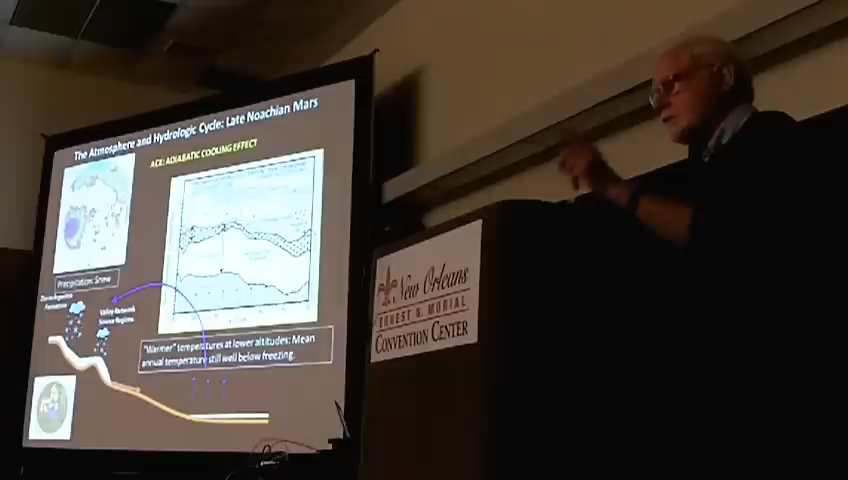 The Atmosphere and Hydrologic Cycle: Late Noachian Mars
ACE: ADIABATIC COOLING EFFECT
Precipitation: Snow
Formation
Valley Network
Source Regions
"Warmer" temperatures at lower altitudes: Mean
annual temperature still well below freezing.
New Orleans
ERNEST N. MORIAL
CONVENTION CENTER